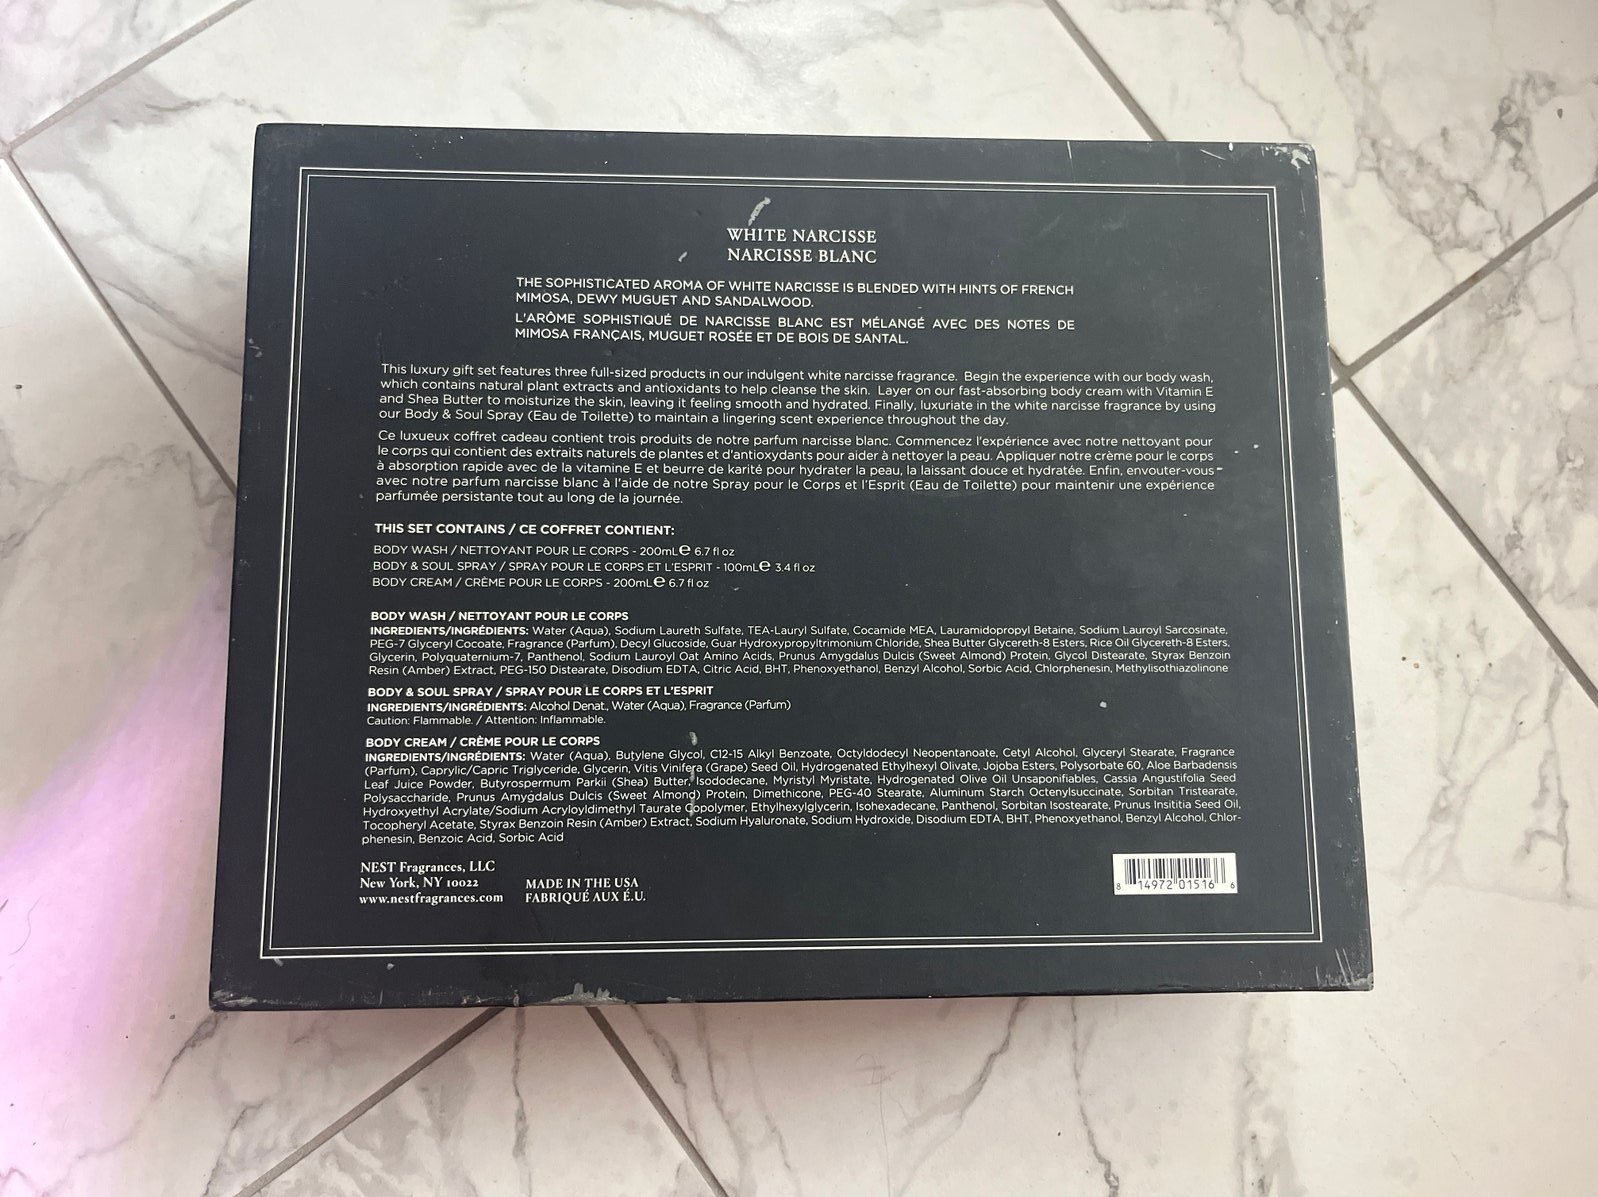 WHITE NARCISSE
NARCISSE BLANC
THE SOPHISTICATED AROMA OF WHITE NARCISSE IS BLENDED WITH HINTS OF FRENCH
MIMOSA, DEWY MUGUET AND SANDALWOOD.
L'ARÔME SOPHISTIQUÉ DE NARCISSE BLANC EST MÉLANGÉ AVEC DES NOTES DE
MIMOSA FRANÇAIS, MUGUET ROSÉE ET DE BOIS DE SANTAL.
This luxury gift set features three full-sized products in our indulgent white narcisse fragrance. Begin the experience with our body wash,
which contains natural plant extracts and antioxidants to help cleanse the skin. Layer on our fast-absorbing body cream with Vitamin E
and Shea Butter to moisturize the skin, leaving it feeling smooth and hydrated. Finally, luxuriate in the white narcisse fragrance by using
our Body & Soul Spray (Eau de Toilette) to maintain a lingering scent experience throughout the day.
Ce luxueux coffret cadeau contient trois produits de notre parfum narcisse blanc. Commencez l'expérience avec notre nettoyant pour
le corps qui contient des extraits naturels de plantes et d'antioxydants pour aider à nettoyer la peau. Appliquer notre crème pour le corps
à absorption rapide avec de la vitamine E et beurre de karité pour hydrater la peau, la laissant douce et hydratée. Enfin, envouter-vous
avec notre parfum narcisse blanc à l'aide de notre Spray pour le Corps et l'Esprit (Eau de Toilette) pour maintenir une expérience
parfumée persistante tout au long de la journée.
THIS SET CONTAINS / CE COFFRET CONTIENT:
BODY WASH / NETTOYANT POUR LE CORPS - 200mL℮ 6.7 fl oz
BODY & SOUL SPRAY / SPRAY POUR LE CORPS ET L'ESPRIT - 100mL℮ 3.4 fl oz
BODY CREAM / CRÈME POUR LE CORPS - 200mL℮ 6.7 fl oz
BODY WASH / NETTOYANT POUR LE CORPS
INGREDIENTS/INGRÉDIENTS: Water (Aqua), Sodium Laureth Sulfate, TEA-Lauryl Sulfate, Cocamide MEA, Lauramidopropyl Betaine, Sodium Lauroyl Sarcosinate,
PEG-7 Glyceryl Cocoate, Fragrance (Parfum), Decyl Glucoside, Guar Hydroxypropyltrimonium Chloride, Shea Butter Glycereth-8 Esters, Rice Oil Glycereth-8 Esters,
Glycerin, Polyquaternium-7, Panthenol, Sodium Lauroyl Oat Amino Acids, Prunus Amygdalus Dulcis (Sweet Almond) Protein, Glycol Distearate, Styrax Benzoin
Resin (Amber) Extract, PEG-150 Distearate, Disodium EDTA, Citric Acid, BHT, Phenoxyethanol, Benzyl Alcohol, Sorbic Acid, Chlorphenesin, Methylisothiazolinone
BODY & SOUL SPRAY / SPRAY POUR LE CORPS ET L'ESPRIT
INGREDIENTS/INGRÉDIENTS: Alcohol Denat., Water (Aqua), Fragrance (Parfum)
Caution: Flammable. / Attention: Inflammable.
BODY CREAM / CRÈME POUR LE CORPS
INGREDIENTS/INGRÉDIENTS: Water (Aqua), Butylene Glycol, C12-15 Alkyl Benzoate, Octyldodecyl Neopentanoate, Cetyl Alcohol, Glyceryl Stearate, Fragrance
(Parfum), Caprylic/Capric Triglyceride, Glycerin, Vitis Vinifera (Grape) Seed Oil, Hydrogenated Ethylhexyl Olivate, Jojoba Esters, Polysorbate 60, Aloe Barbadensis
Leaf Juice Powder, Butyrospermum Parkii (Shea) Butter, Isododecane, Myristyl Myristate, Hydrogenated Olive Oil Unsaponifiables, Cassia Angustifolia Seed
Polysaccharide, Prunus Amygdalus Dulcis (Sweet Almond) Protein, Dimethicone, PEG-40 Stearate, Aluminum Starch Octenylsuccinate, Sorbitan Tristearate,
Hydroxyethyl Acrylate/Sodium Acryloyldimethyl Taurate Copolymer, Ethylhexylglycerin, Isohexadecane, Panthenol, Sorbitan Isostearate, Prunus Insititia Seed Oil,
Tocopheryl Acetate, Styrax Benzoin Resin (Amber) Extract, Sodium Hyaluronate, Sodium Hydroxide, Disodium EDTA, BHT, Phenoxyethanol, Benzyl Alcohol, Chlor-
phenesin, Benzoic Acid, Sorbic Acid
NEST Fragrances, LLC
New York, NY 10022
www.nestfragrances.com
MADE IN THE USA
FABRIQUÉ AUX É.U.
8 14972 01516 6